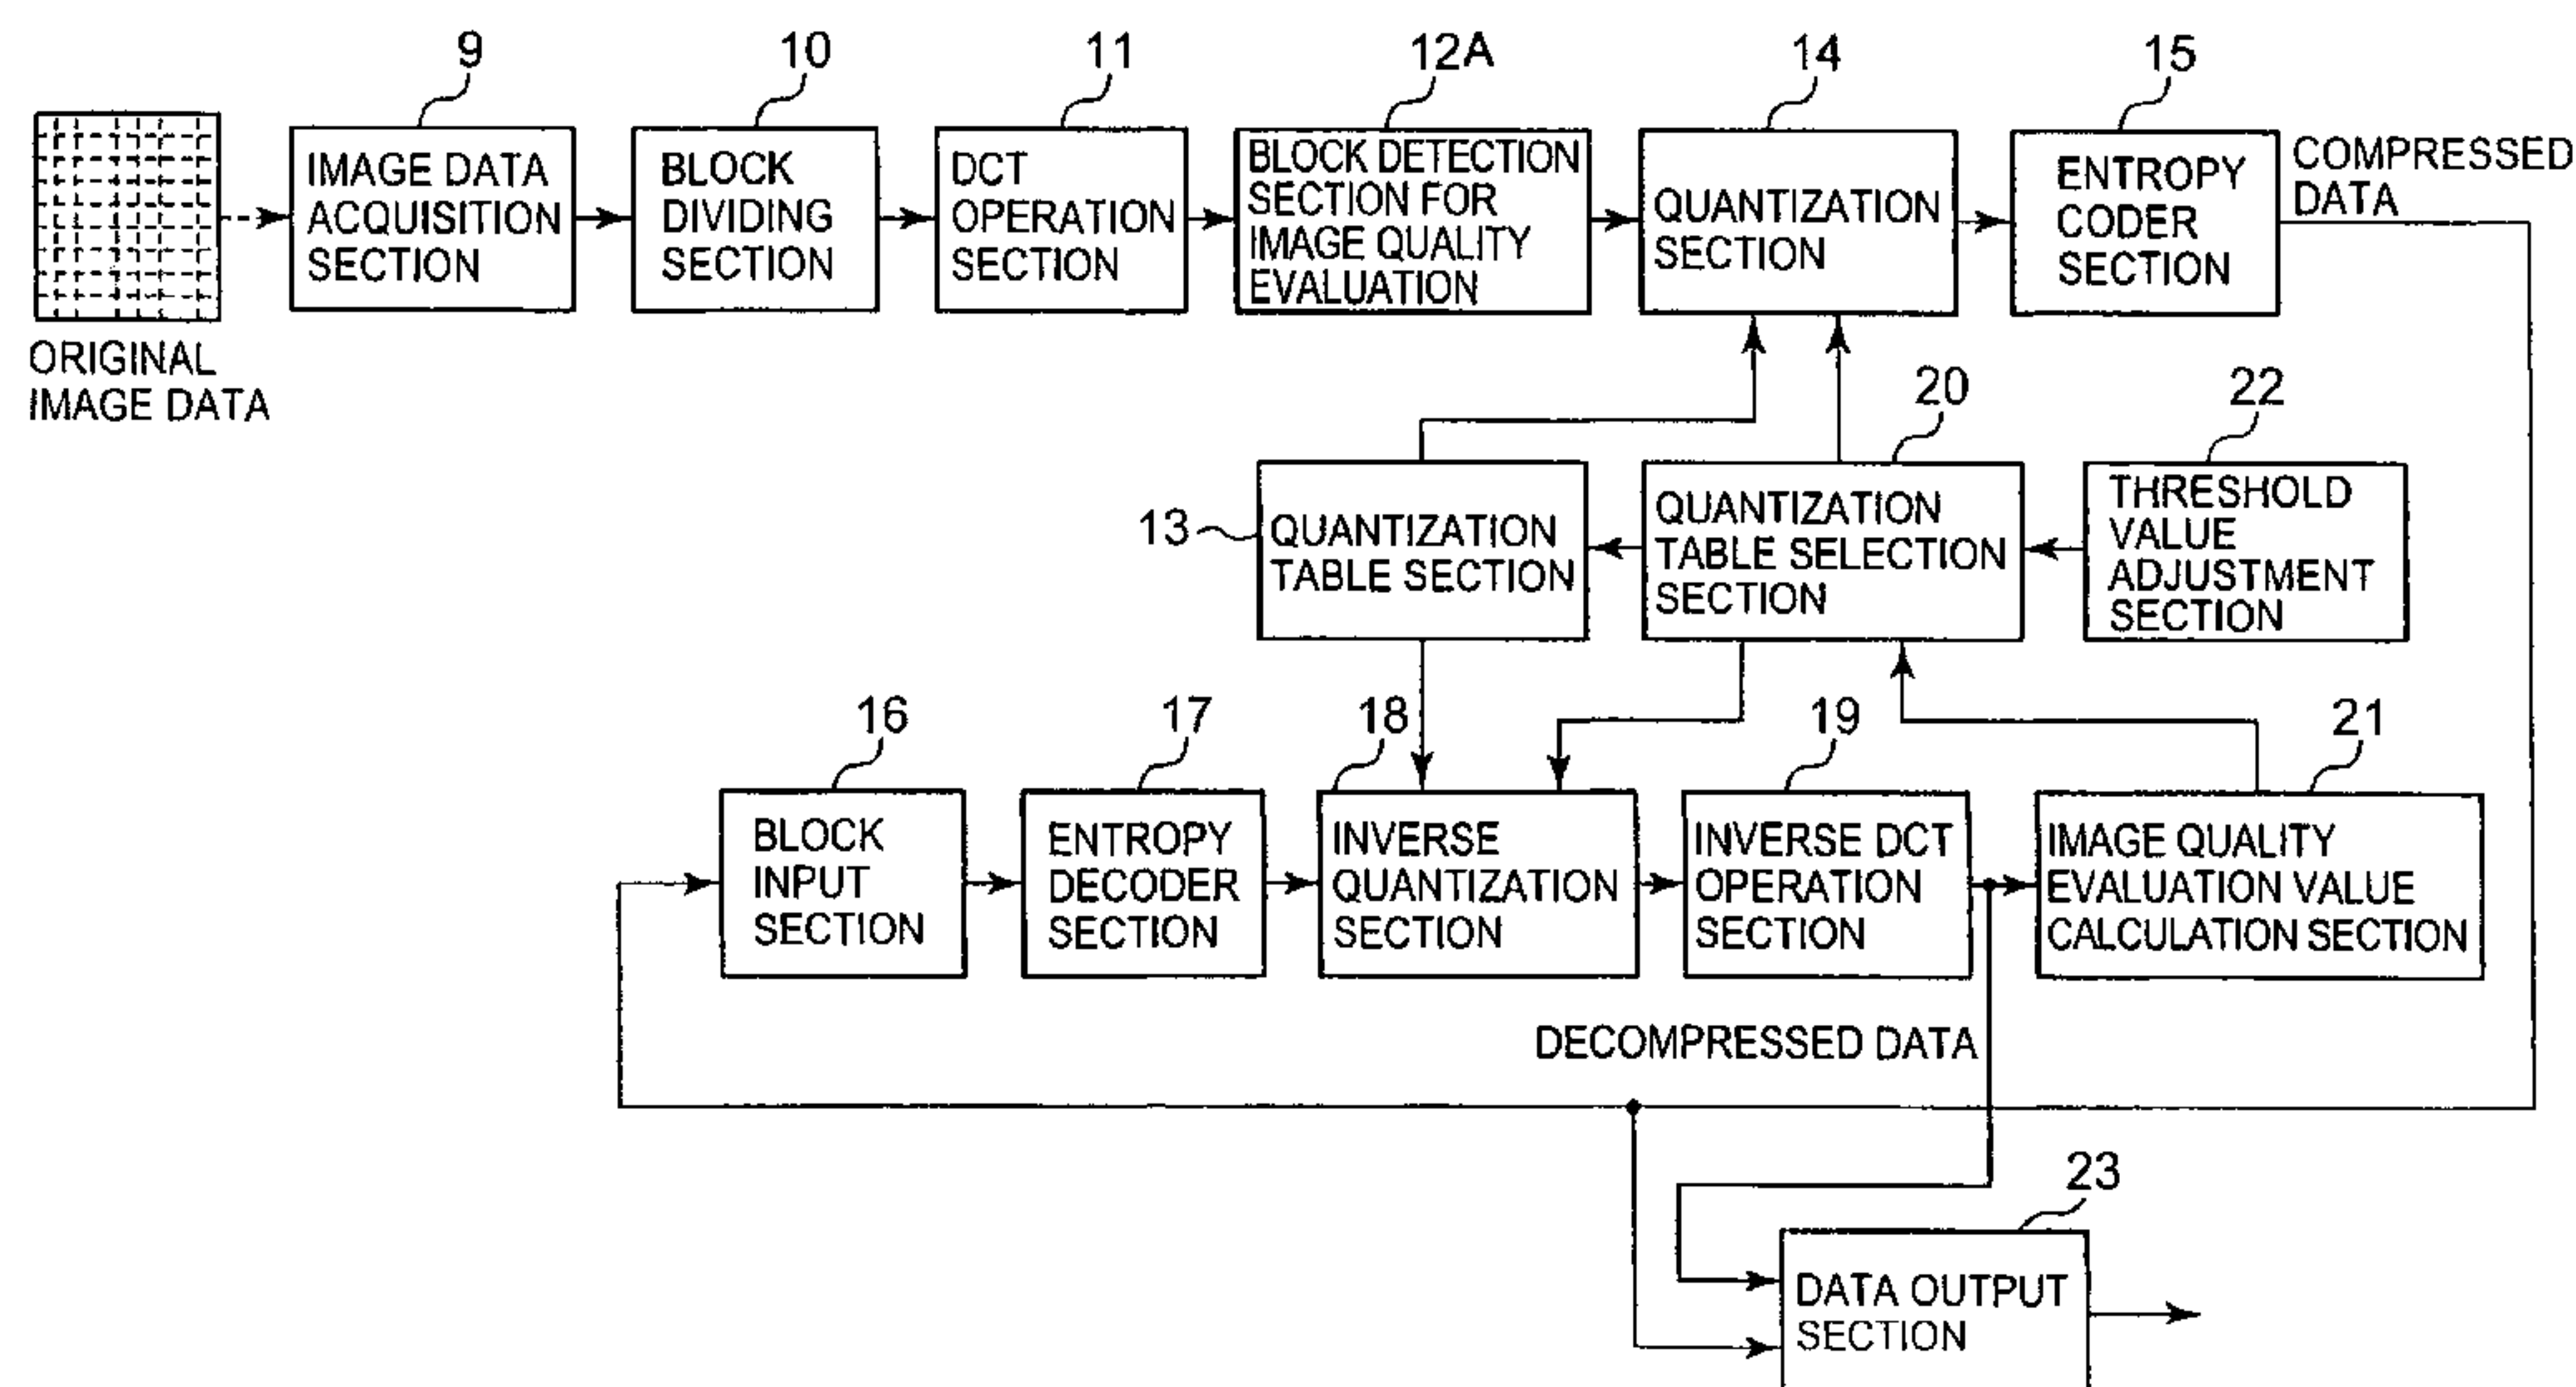 9
10
11
12A
14
15
IMAGE DATA
ACQUISITION
SECTION
BLOCK
DIVIDING
SECTION
DCT
OPERATION
SECTION
BLOCK DETECTION
SECTION FOR
IMAGE QUALITY
EVALUATION
QUANTIZATION
SECTION
ENTROPY
CODER
SECTION
COMPRESSED
DATA
ORIGINAL
IMAGE DATA
20
22
13
QUANTIZATION
TABLE SECTION
QUANTIZATION
TABLE SELECTION
SECTION
THRESHOLD
VALUE
ADJUSTMENT
SECTION
16
17
18
19
21
BLOCK
INPUT
SECTION
ENTROPY
DECODER
SECTION
INVERSE
QUANTIZATION
SECTION
INVERSE DCT
OPERATION
SECTION
IMAGE QUALITY
EVALUATION VALUE
CALCULATION SECTION
DECOMPRESSED DATA
23
DATA OUTPUT
SECTION